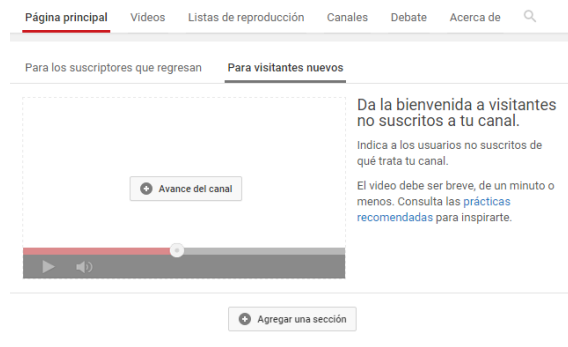 Página principal Videos Listas de reproducción Canales Debate Acerca de
Para los suscriptores que regresan Para visitantes nuevos
Da la bienvenida a visitantes
no suscritos a tu canal.
Indica a los usuarios no suscritos de
qué trata tu canal.
Avance del canal
El video debe ser breve, de un minuto o
menos. Consulta las prácticas
recomendadas para inspirarte.
Agregar una sección